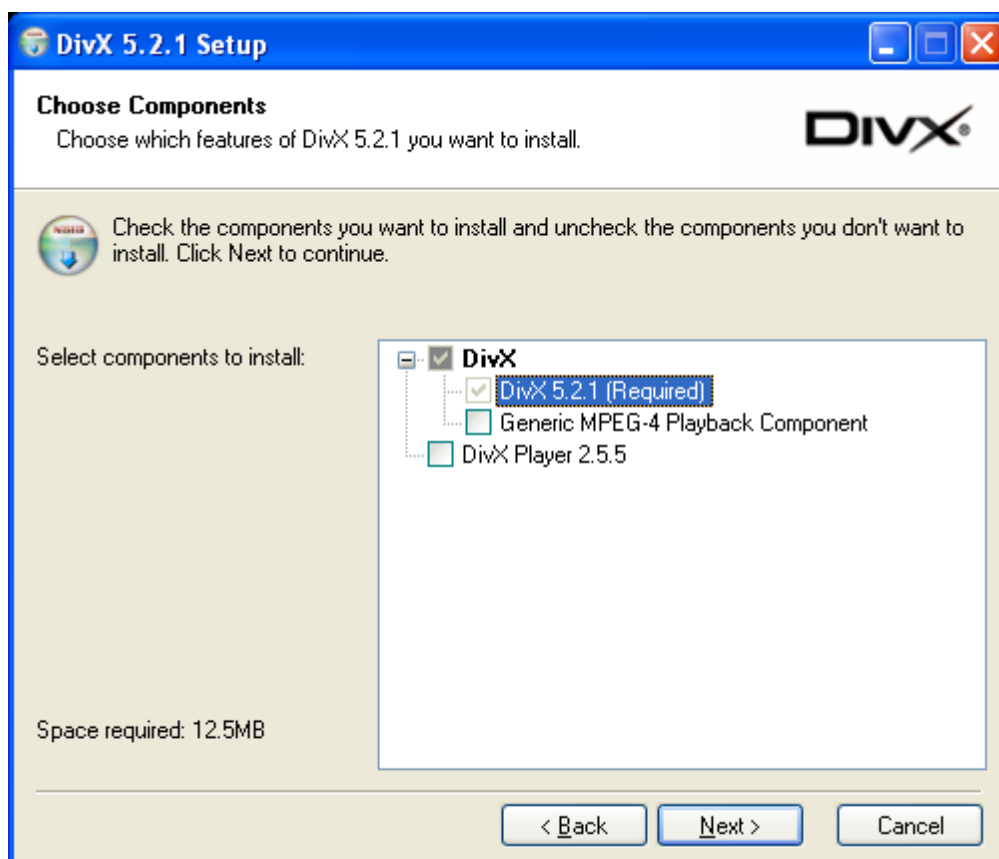 DivX 5.2.1 Setup
Choose Components
Choose which features of DivX 5.2.1 you want to install.
DIVX®
Check the components you want to install and uncheck the components you don't want to
install. Click Next to continue.
Select components to install:
DivX
DivX 5.2.1 (Required)
Generic MPEG-4 Playback Component
DivX Player 2.5.5
Space required: 12.5MB
< Back
Next >
Cancel